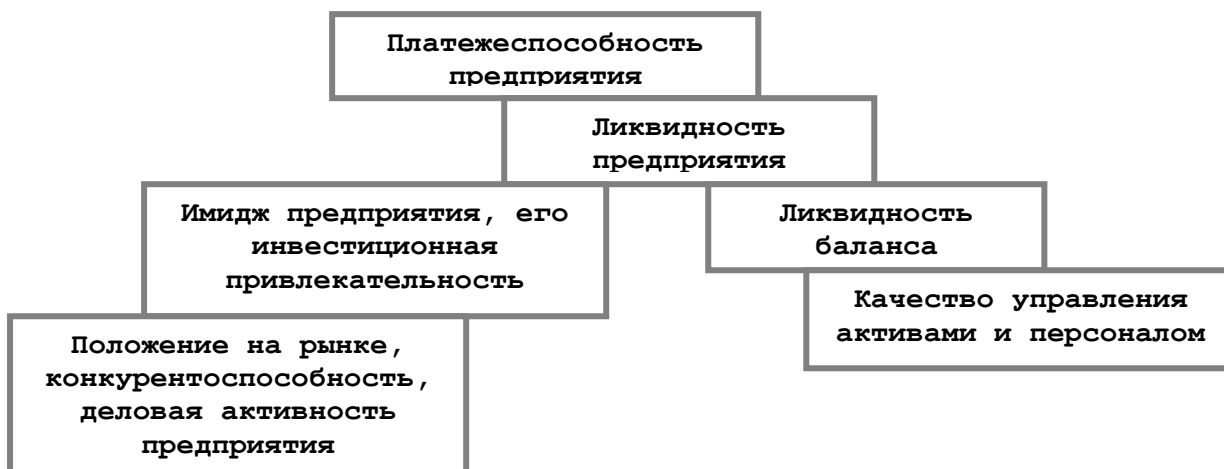 Платежеспособность
предприятия
Ликвидность
предприятия
Имидж предприятия, его
инвестиционная
привлекательность
Ликвидность
баланса
Качество управления
активами и персоналом
Положение на рынке,
конкурентоспособность,
деловая активность
предприятия